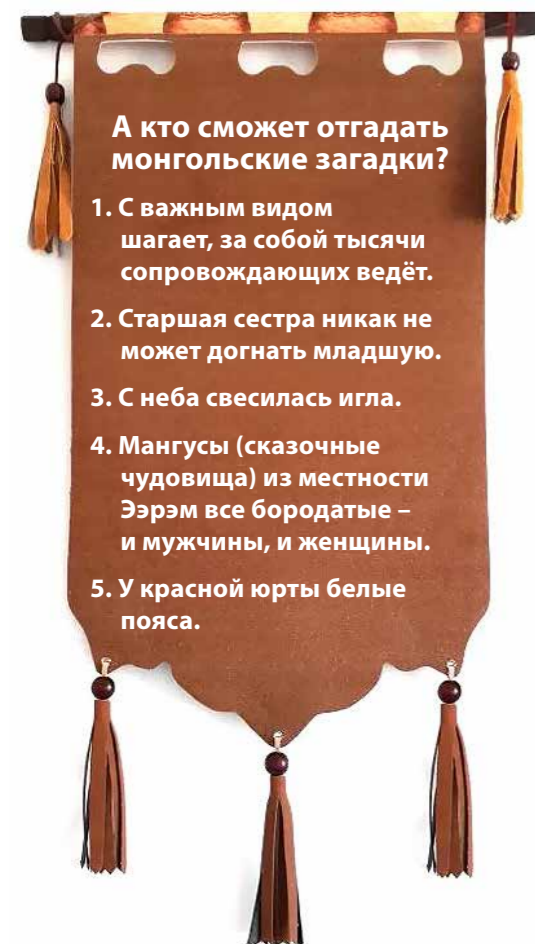 А кто сможет отгадать
монгольские загадки?
1. С важным видом
шагает, за собой тысячи
сопровождающих ведёт.
2. Старшая сестра никак не
может догнать младшую.
3. С неба свесилась игла.
4. Мангусы (сказочные
чудовища) из местности
Ээрэм все бородатые –
и мужчины, и женщины.
5. У красной юрты белые
пояса.